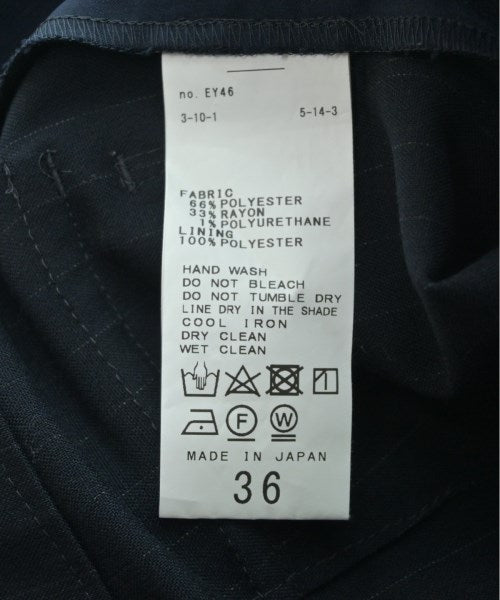 no. EY46
3-10-1 5-14-3
FABRIC
66% POLYESTER
33% RAYON
1% POLYURETHANE
LINING
100% POLYESTER
HAND WASH
DO NOT BLEACH
DO NOT TUMBLE DRY
LINE DRY IN THE SHADE
COOL IRON
DRY CLEAN
WET CLEAN
F W
MADE IN JAPAN
36